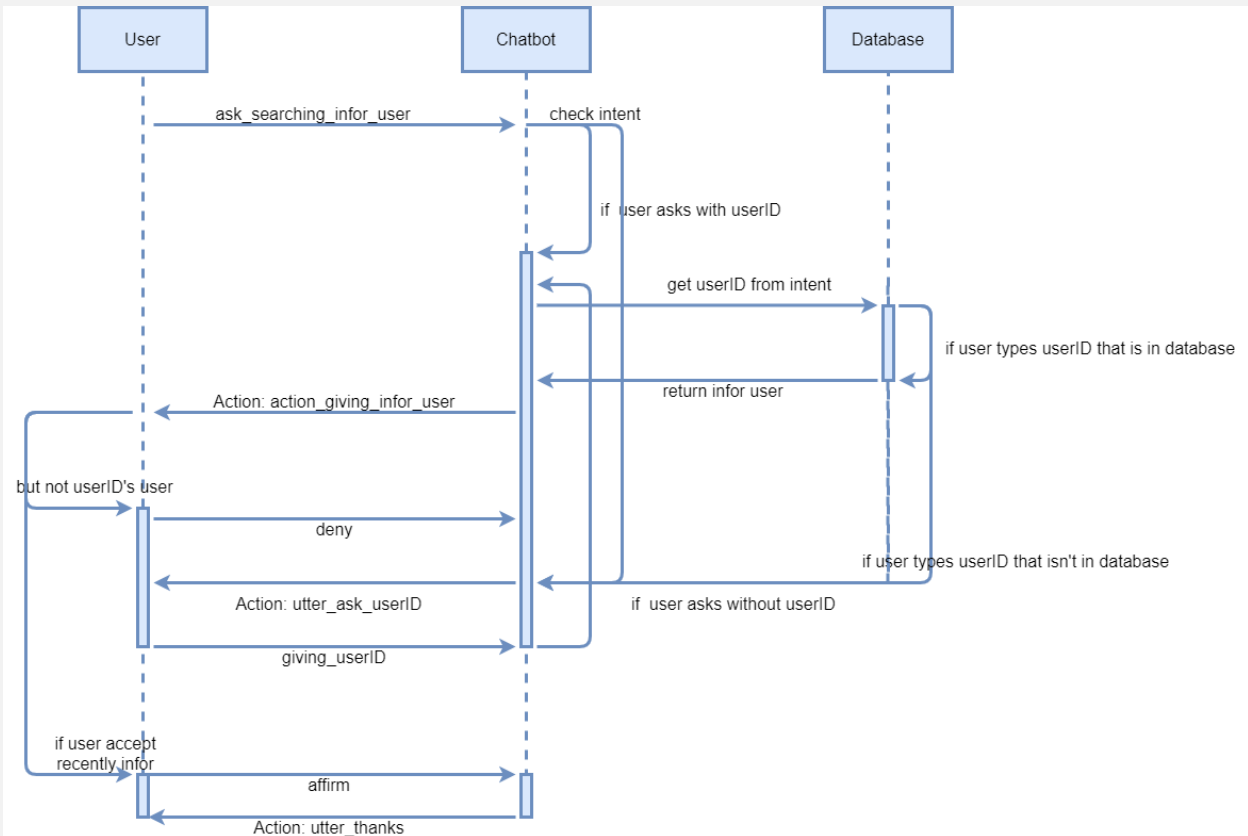 User
Chatbot
Database
ask_searching_infor_user
check intent
if  user asks with userID
get userID from intent
if user types userID that is in database
return infor user
Action: action_giving_infor_user
but not userID's user
deny
if user types userID that isn't in database
Action: utter_ask_userID
if  user asks without userID
giving_userID
if user accept
recently infor
affirm
Action: utter_thanks